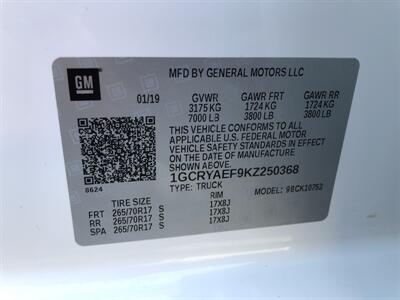 GM
MFD BY GENERAL MOTORS LLC
01/19 GVWR GAWR FRT GAWR RR
3175 KG 1724 KG 1724 KG
7000 LB 3800 LB 3800 LB
THIS VEHICLE CONFORMS TO ALL
APPLICABLE U.S. FEDERAL MOTOR
VEHICLE SAFETY STANDARDS IN EFFECT
ON THE DATE OF MANUFACTURE
SHOWN ABOVE.
1GCRYAEF9KZ250368
8624
TYPE: TRUCK MODEL: 98CK10753
TIRE SIZE RIM
FRT 265/70R17 S 17X8J
RR 265/70R17 S 17X8J
SPA 265/70R17 S 17X8J